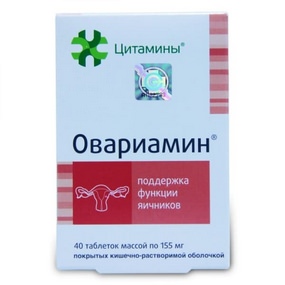 Цитамины®
Овариамин®
поддержка
функции
яичников
40 таблеток массой по 155 мг
покрытых кишечно-растворимой оболочкой